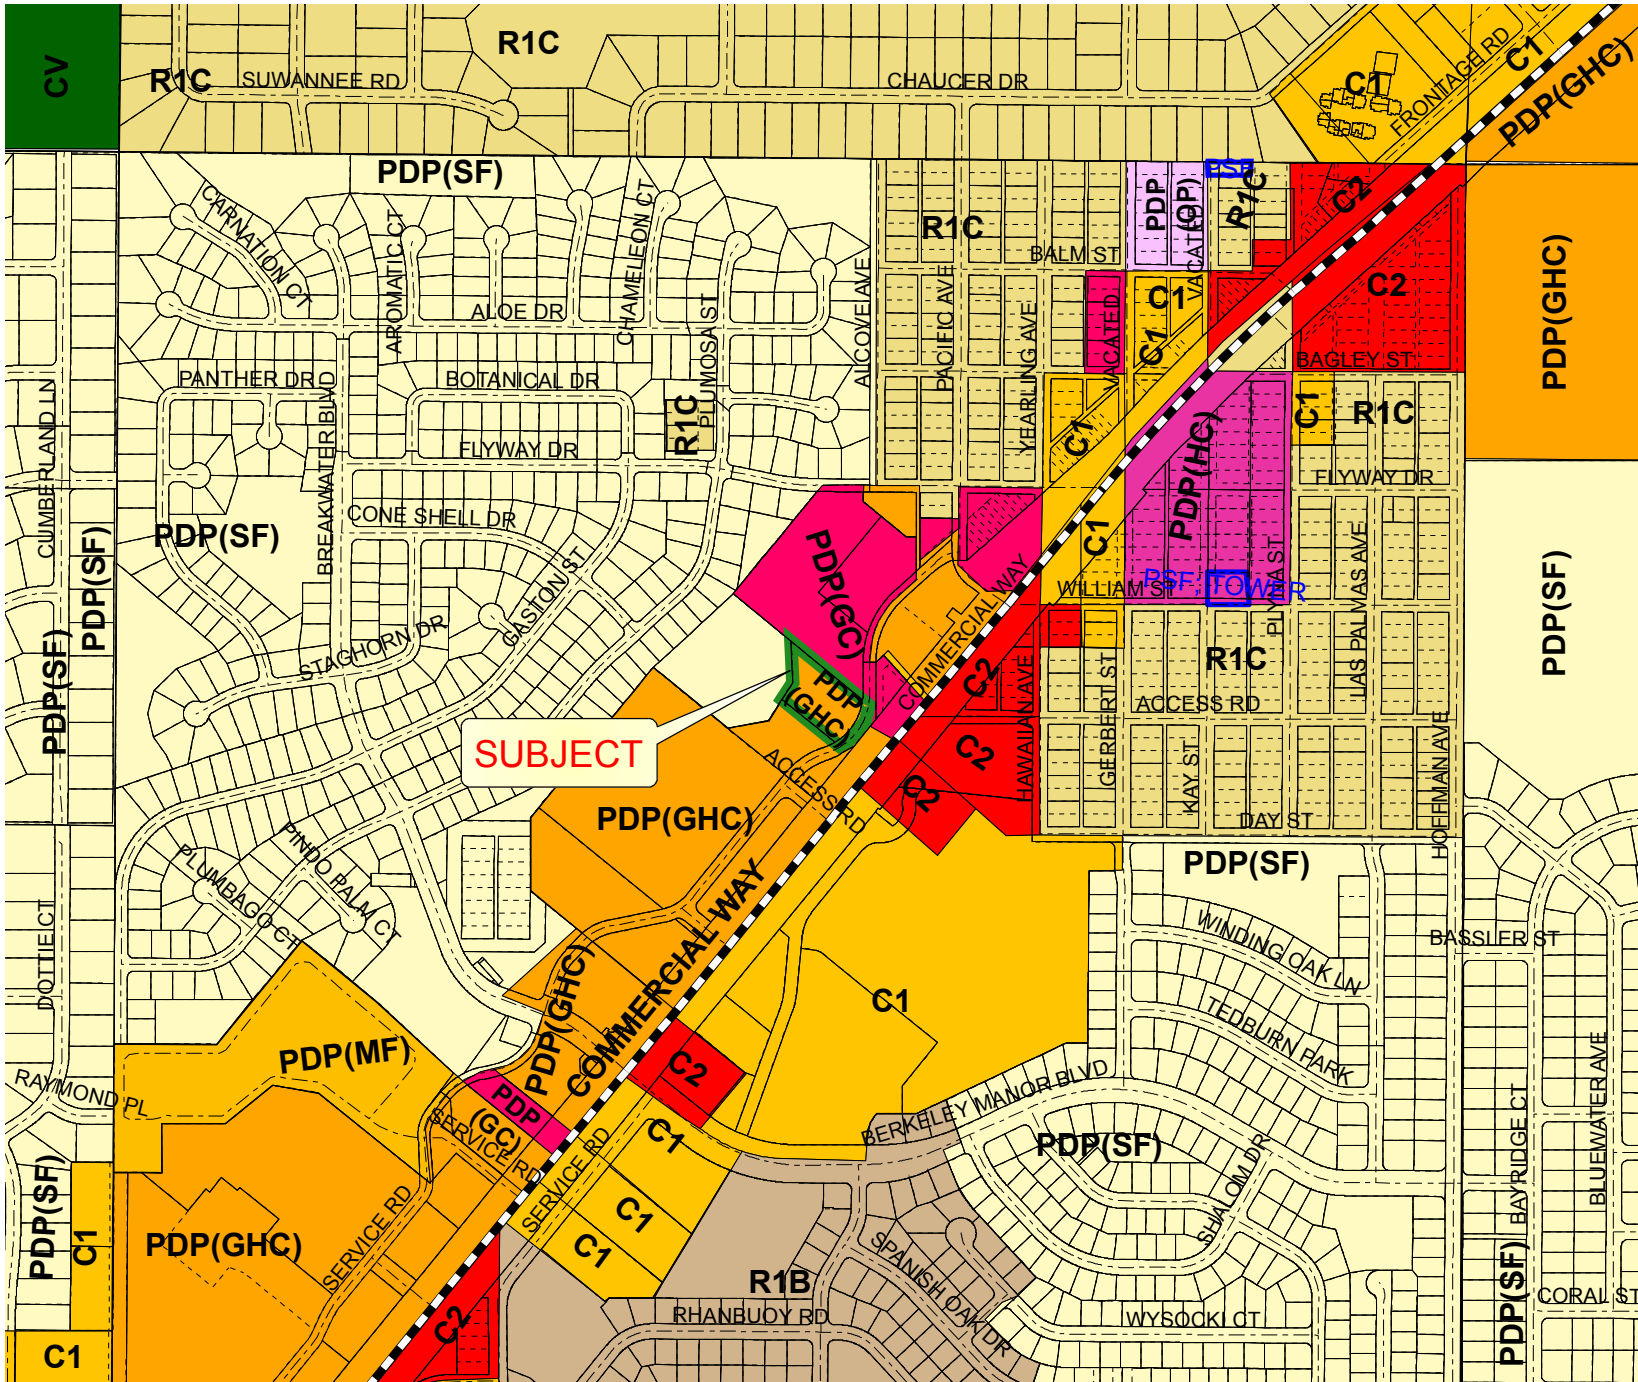 CV
R1C
R1C
SUWANNEE RD
CHAUCER DR
C1
FRONTAGE RD
C1
PDP(GHC)
PDP(SF)
CARNATION CT
AROMATIC CT
CHAMELEON CT
ALOE DR
PLUMOSA ST
ALCOVE AVE
R1C
PACIFIC AVE
YEARLING AVE
BALM ST
PDP
(OP)
VACATED
PSF
R1C
C2
C2
C1
C1
VACATED
VACATED
BAGLEY ST
PDP(GHC)
CUMBERLAND LN
PANTHER DR
BREAKWATER BLVD
BOTANICAL DR
R1C
FLYWAY DR
C1
PDP(HC)
C1
R1C
FLYWAY DR
PDP(SF)
PDP(SF)
CONE SHELL DR
GASTON ST
STAGHORN DR
PDP(SF)
PDP(GC)
C1
WILLIAM ST
PSF, TOWER
LAS PALMAS AVE
PDP(SF)
COMMERCIAL WAY
C2
HAWAIIAN AVE
GERBERT ST
R1C
ACCESS RD
KAY ST
HOFFMAN AVE
DAY ST
PDP
(GHC)
SUBJECT
ACCESS RD
C2
C2
PDP(GHC)
PLUMBAGO CT
PINDO PALM CT
DOTTIE CT
PDP(SF)
WINDING OAK LN
BASSLER ST
TEDBURN PARK
C1
COMMERCIAL WAY
PDP(GHC)
PDP(MF)
RAYMOND PL
C2
PDP
(GC)
SERVICE RD
SERVICE RD
C1
BERKELEY MANOR BLVD
PDP(SF)
SHALOM DR
BAYRIDGE CT
BLUEWATER AVE
PDP(SF)
C1
PDP(GHC)
SERVICE RD
C1
C1
R1B
SPANISH OAK DR
RHANBUOY RD
WYSOCKI CT
PDP(SF)
CORAL ST
C2
C1